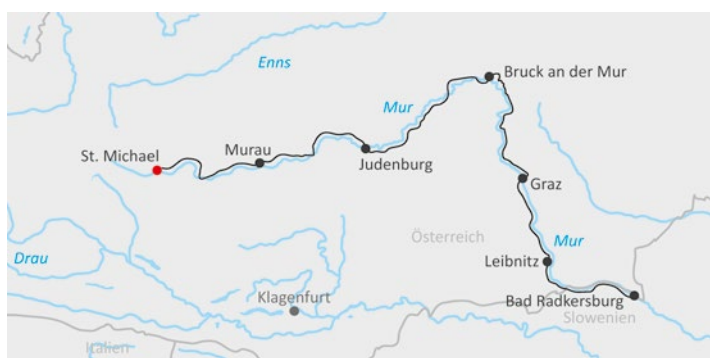 Enns
Bruck an der Mur
Mur
St. Michael
Murau
Judenburg
Graz
Österreich
Mur
Drau
Leibnitz
Klagenfurt
Bad Radkersburg
Slowenien
Italien